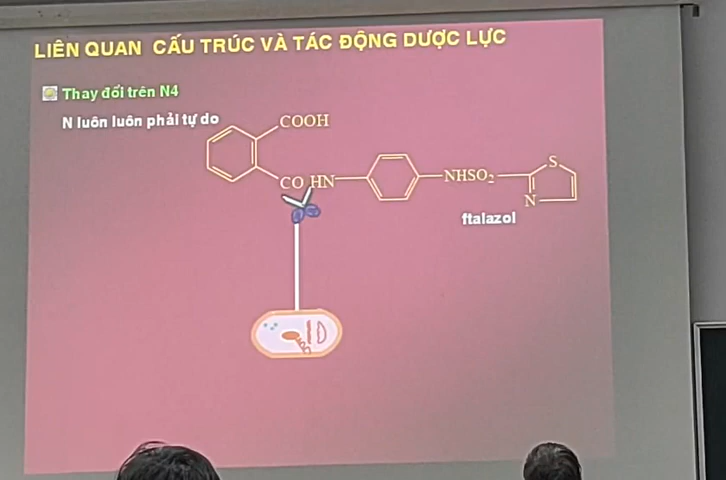 LIÊN QUAN CẤU TRÚC VÀ TÁC ĐỘNG DƯỢC LỰC
Thay đổi trên N4
N luôn luôn phải tự do
COOH
CO HN
NHSO2
S
N
ftalazol